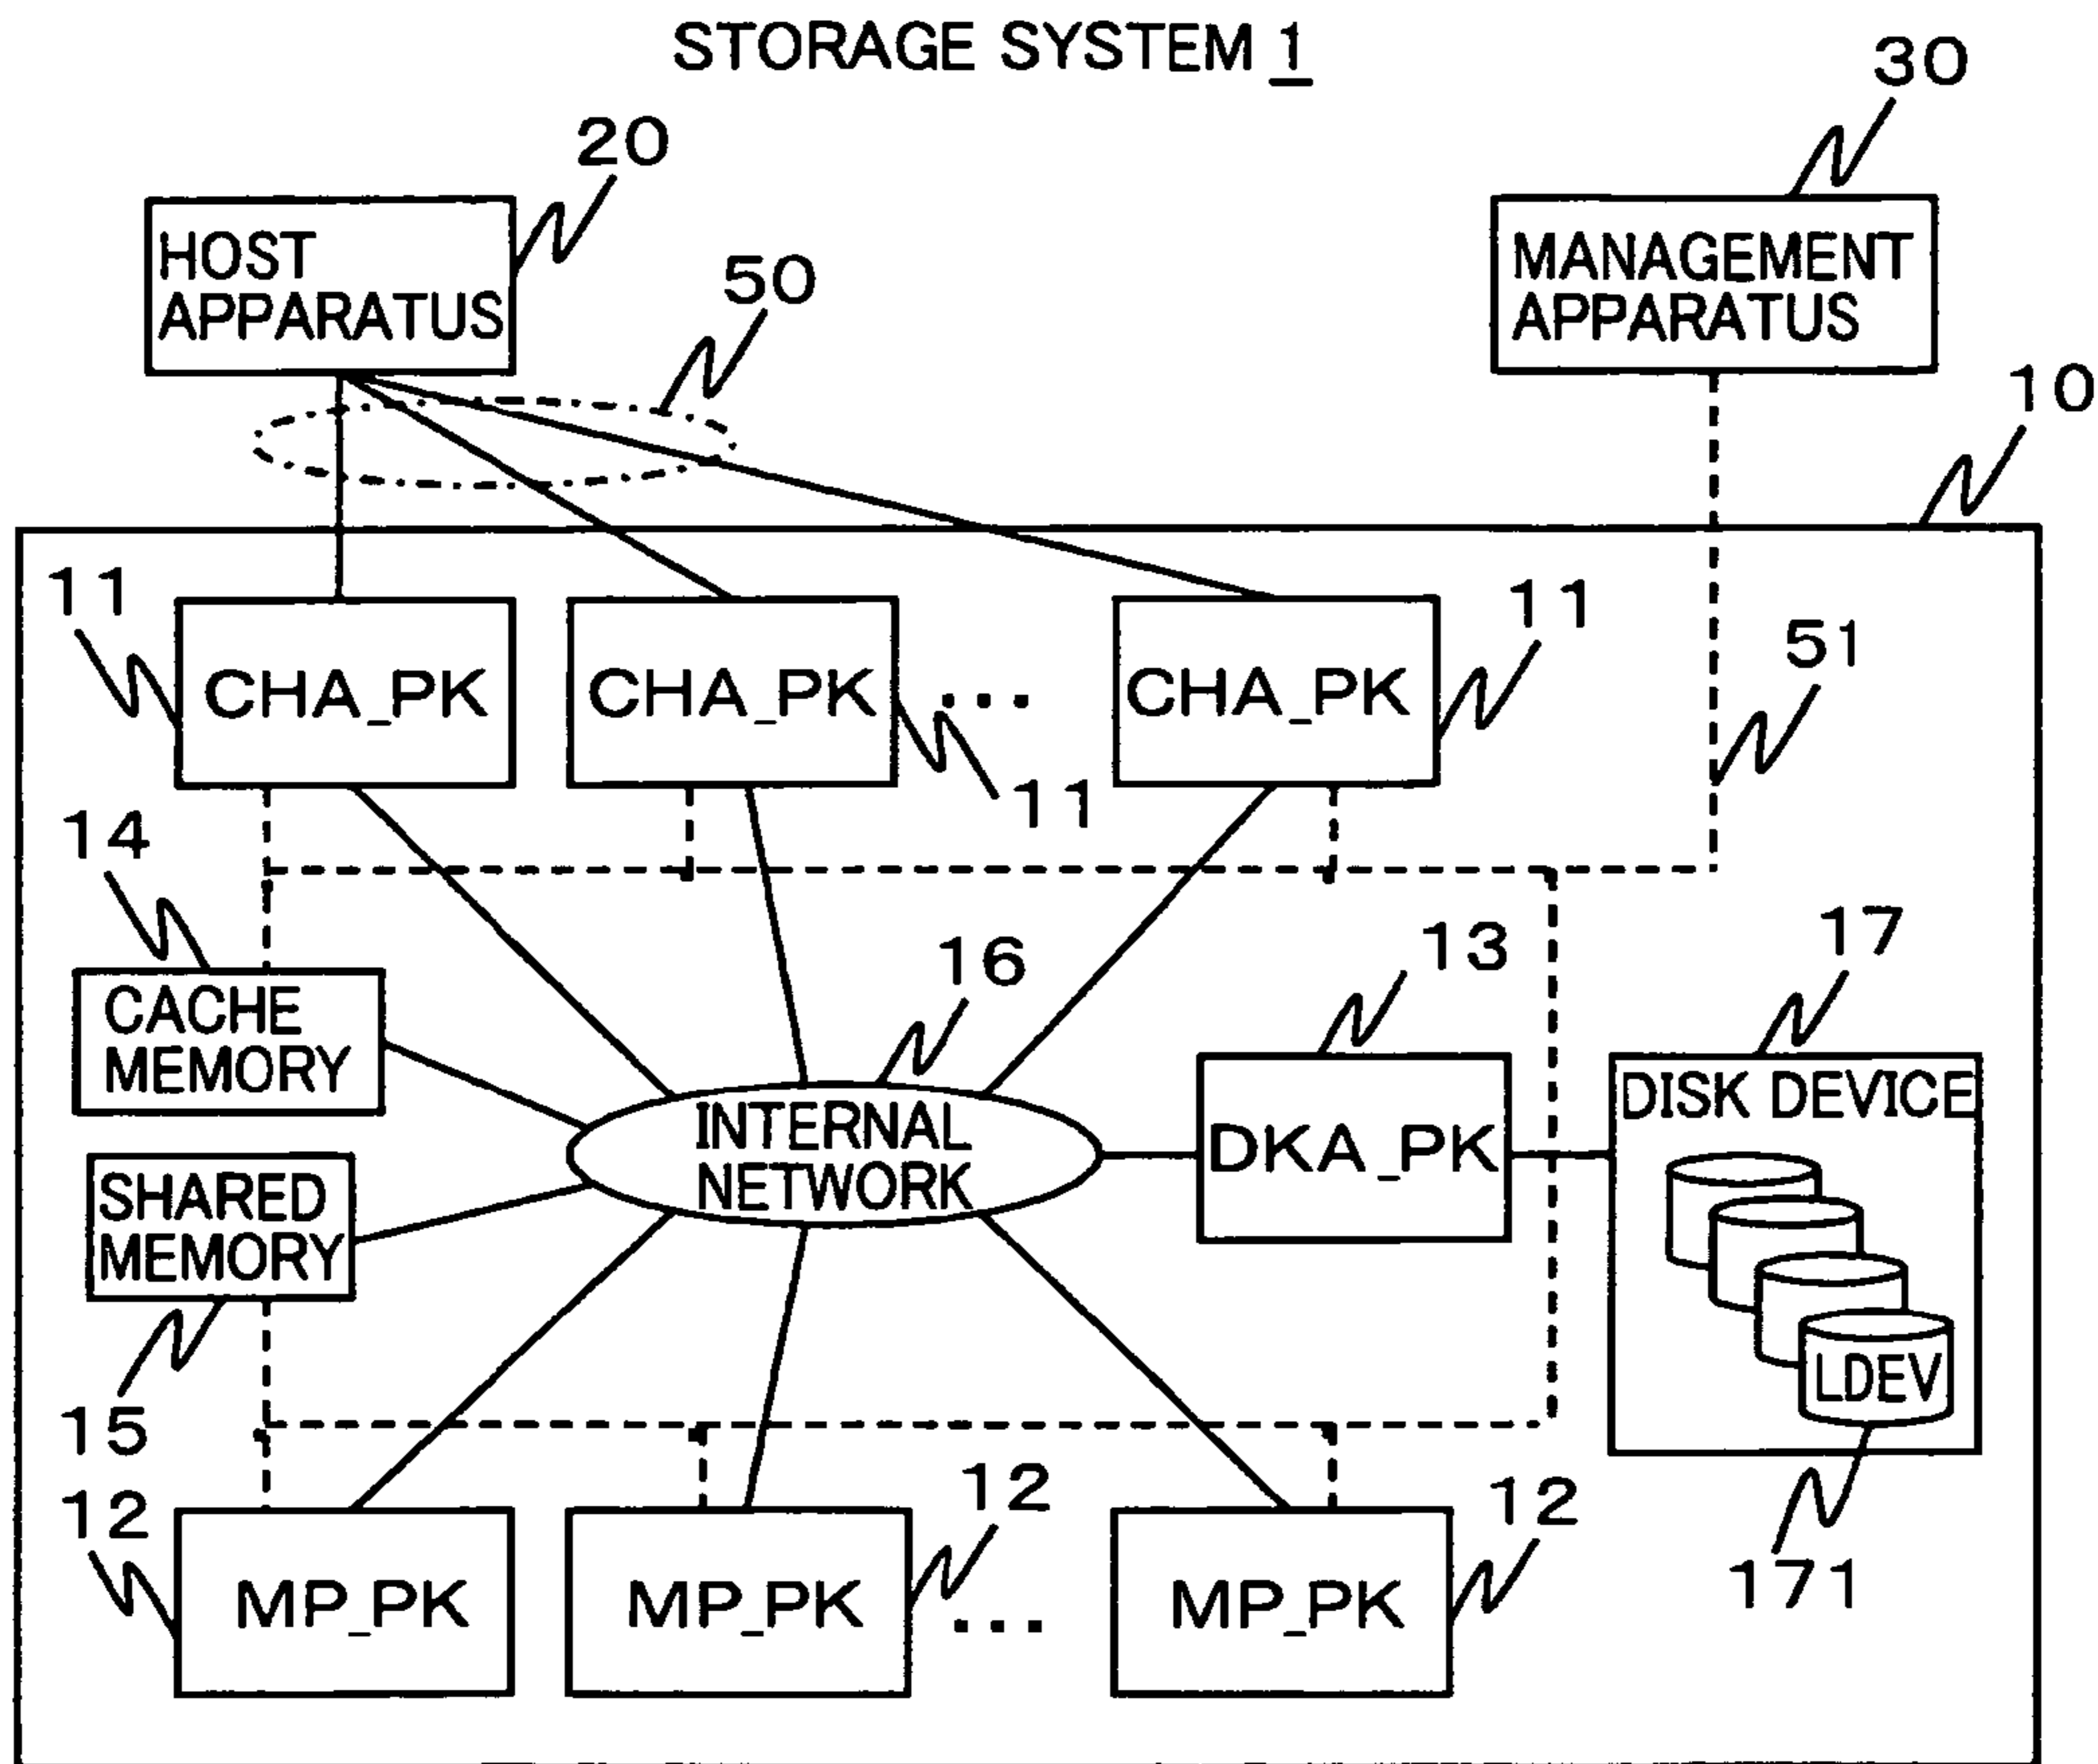 STORAGE SYSTEM 1
30
20
HOST
APPARATUS
MANAGEMENT
APPARATUS
50
10
11
11
51
CHA_PK
CHA_PK
...
CHA_PK
11
14
16
13
17
CACHE
MEMORY
DISK DEVICE
INTERNAL
NETWORK
DKA_PK
SHARED
MEMORY
LDEV
15
12
12
12
171
MP_PK
MP_PK
...
MP_PK